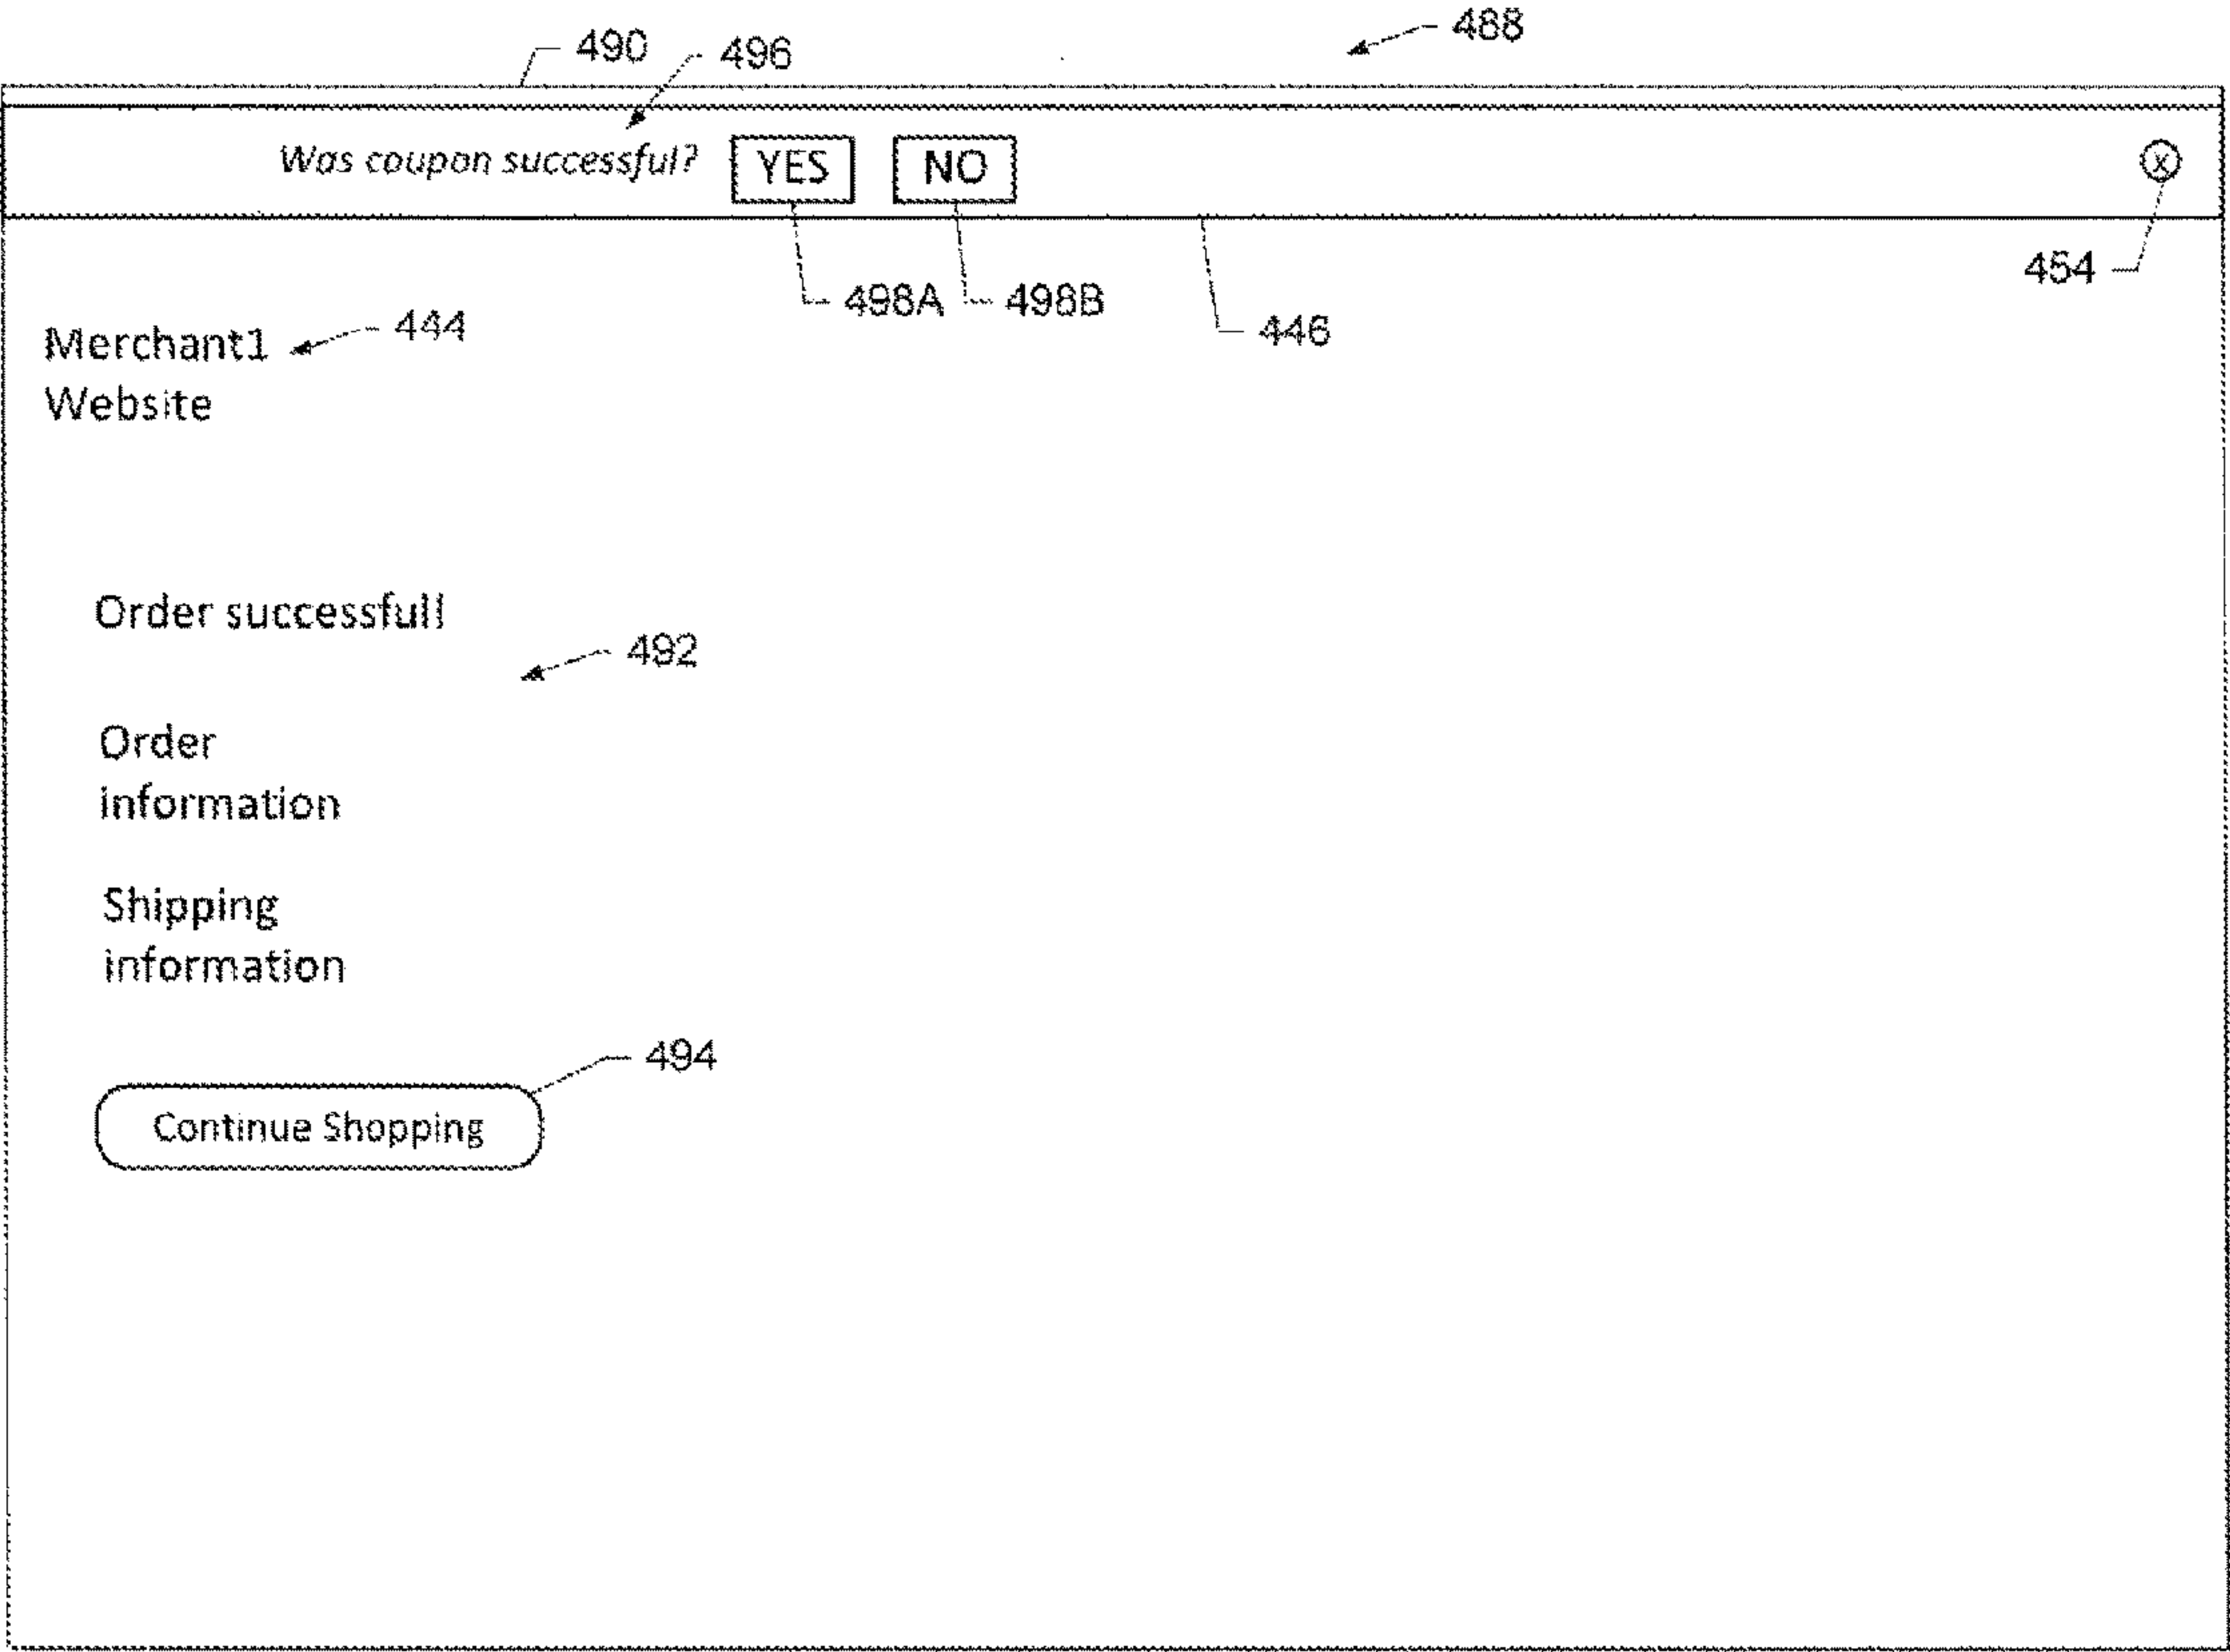 488
490
496
Was coupon successful? YES NO x
454
498A 498B
446
444
Merchant1
Website
Order successful!
492
Order
information
Shipping
information
494
Continue Shopping